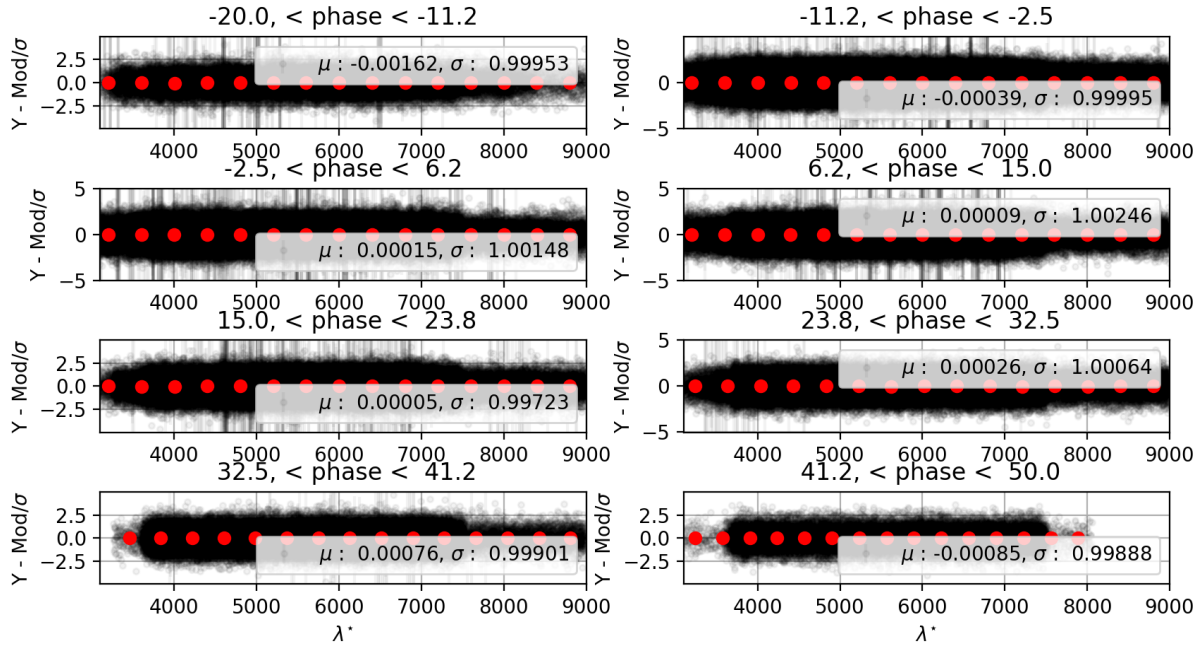 -20.0, < phase < -11.2
-11.2, < phase < -2.5
Y - Mod/σ
2.5
0.0
−2.5
μ : -0.00162, σ : 0.99953
4000 5000 6000 7000 8000 9000
Y - Mod/σ
0
−5
μ : -0.00039, σ : 0.99995
4000 5000 6000 7000 8000 9000
-2.5, < phase < 6.2
6.2, < phase < 15.0
Y - Mod/σ
5
0
−5
μ : 0.00015, σ : 1.00148
4000 5000 6000 7000 8000 9000
Y - Mod/σ
5
0
−5
μ : 0.00009, σ : 1.00246
4000 5000 6000 7000 8000 9000
15.0, < phase < 23.8
23.8, < phase < 32.5
Y - Mod/σ
2.5
0.0
−2.5
μ : 0.00005, σ : 0.99723
4000 5000 6000 7000 8000 9000
Y - Mod/σ
5
0
−5
μ : 0.00026, σ : 1.00064
4000 5000 6000 7000 8000 9000
32.5, < phase < 41.2
41.2, < phase < 50.0
Y - Mod/σ
2.5
0.0
−2.5
μ : 0.00076, σ : 0.99901
4000 5000 6000 7000 8000 9000
λ⋆
Y - Mod/σ
2.5
0.0
−2.5
μ : -0.00085, σ : 0.99888
4000 5000 6000 7000 8000 9000
λ⋆